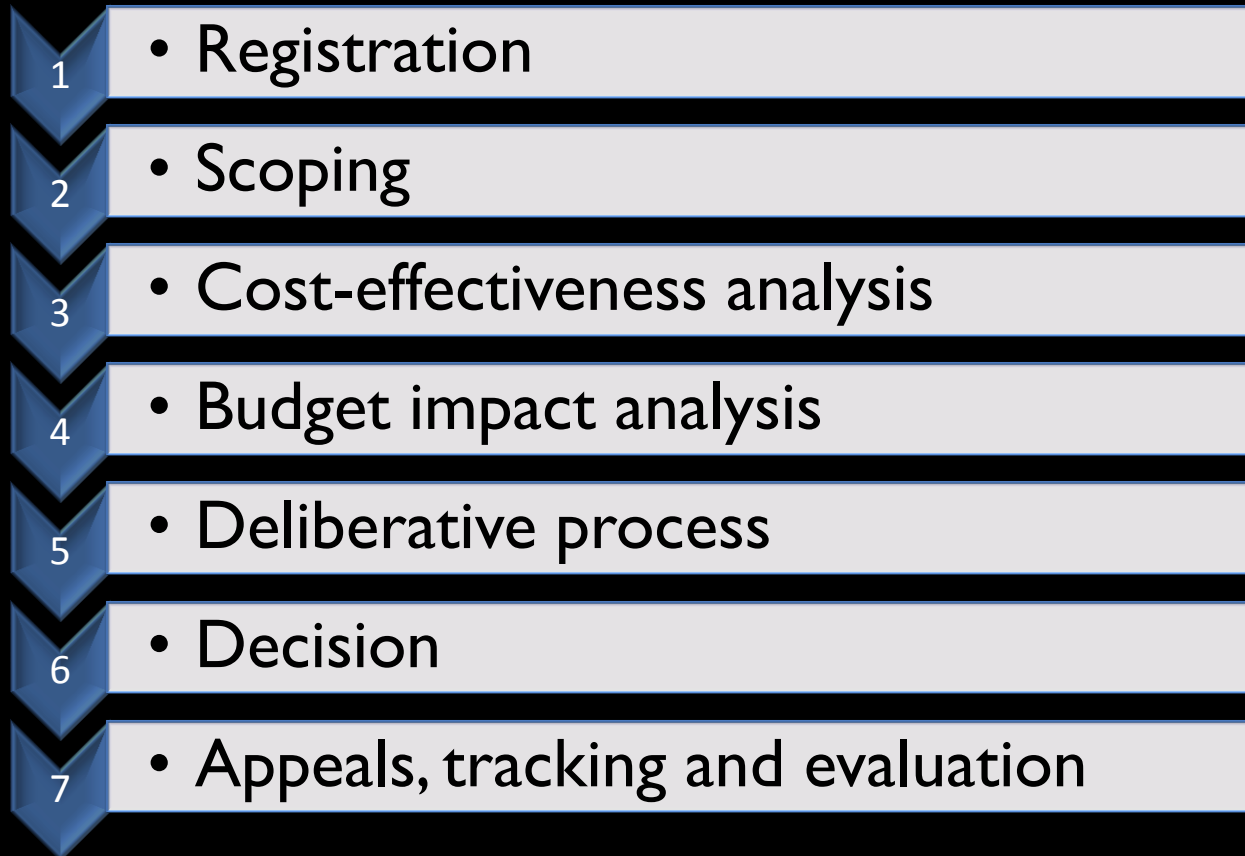 1 • Registration
2 • Scoping
3 • Cost-effectiveness analysis
4 • Budget impact analysis
5 • Deliberative process
6 • Decision
7 • Appeals, tracking and evaluation